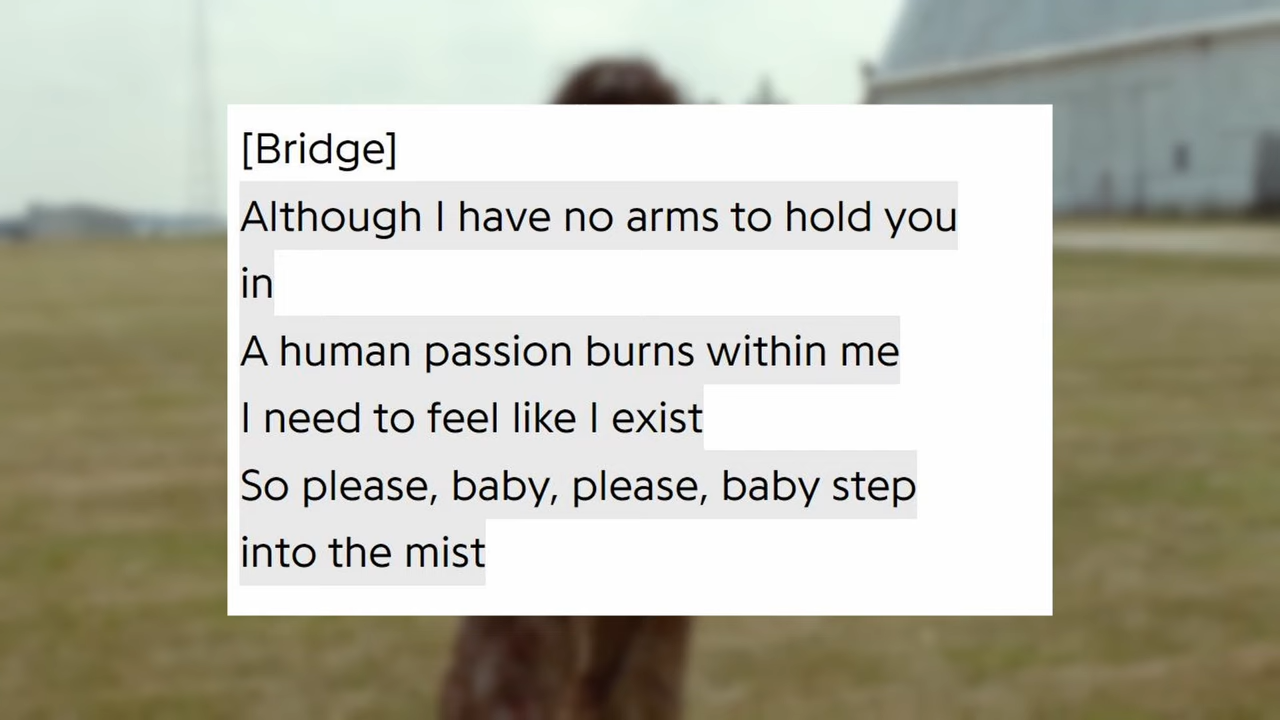 [Bridge]
Although I have no arms to hold you
in
A human passion burns within me
I need to feel like I exist
So please, baby, please, baby step
into the mist